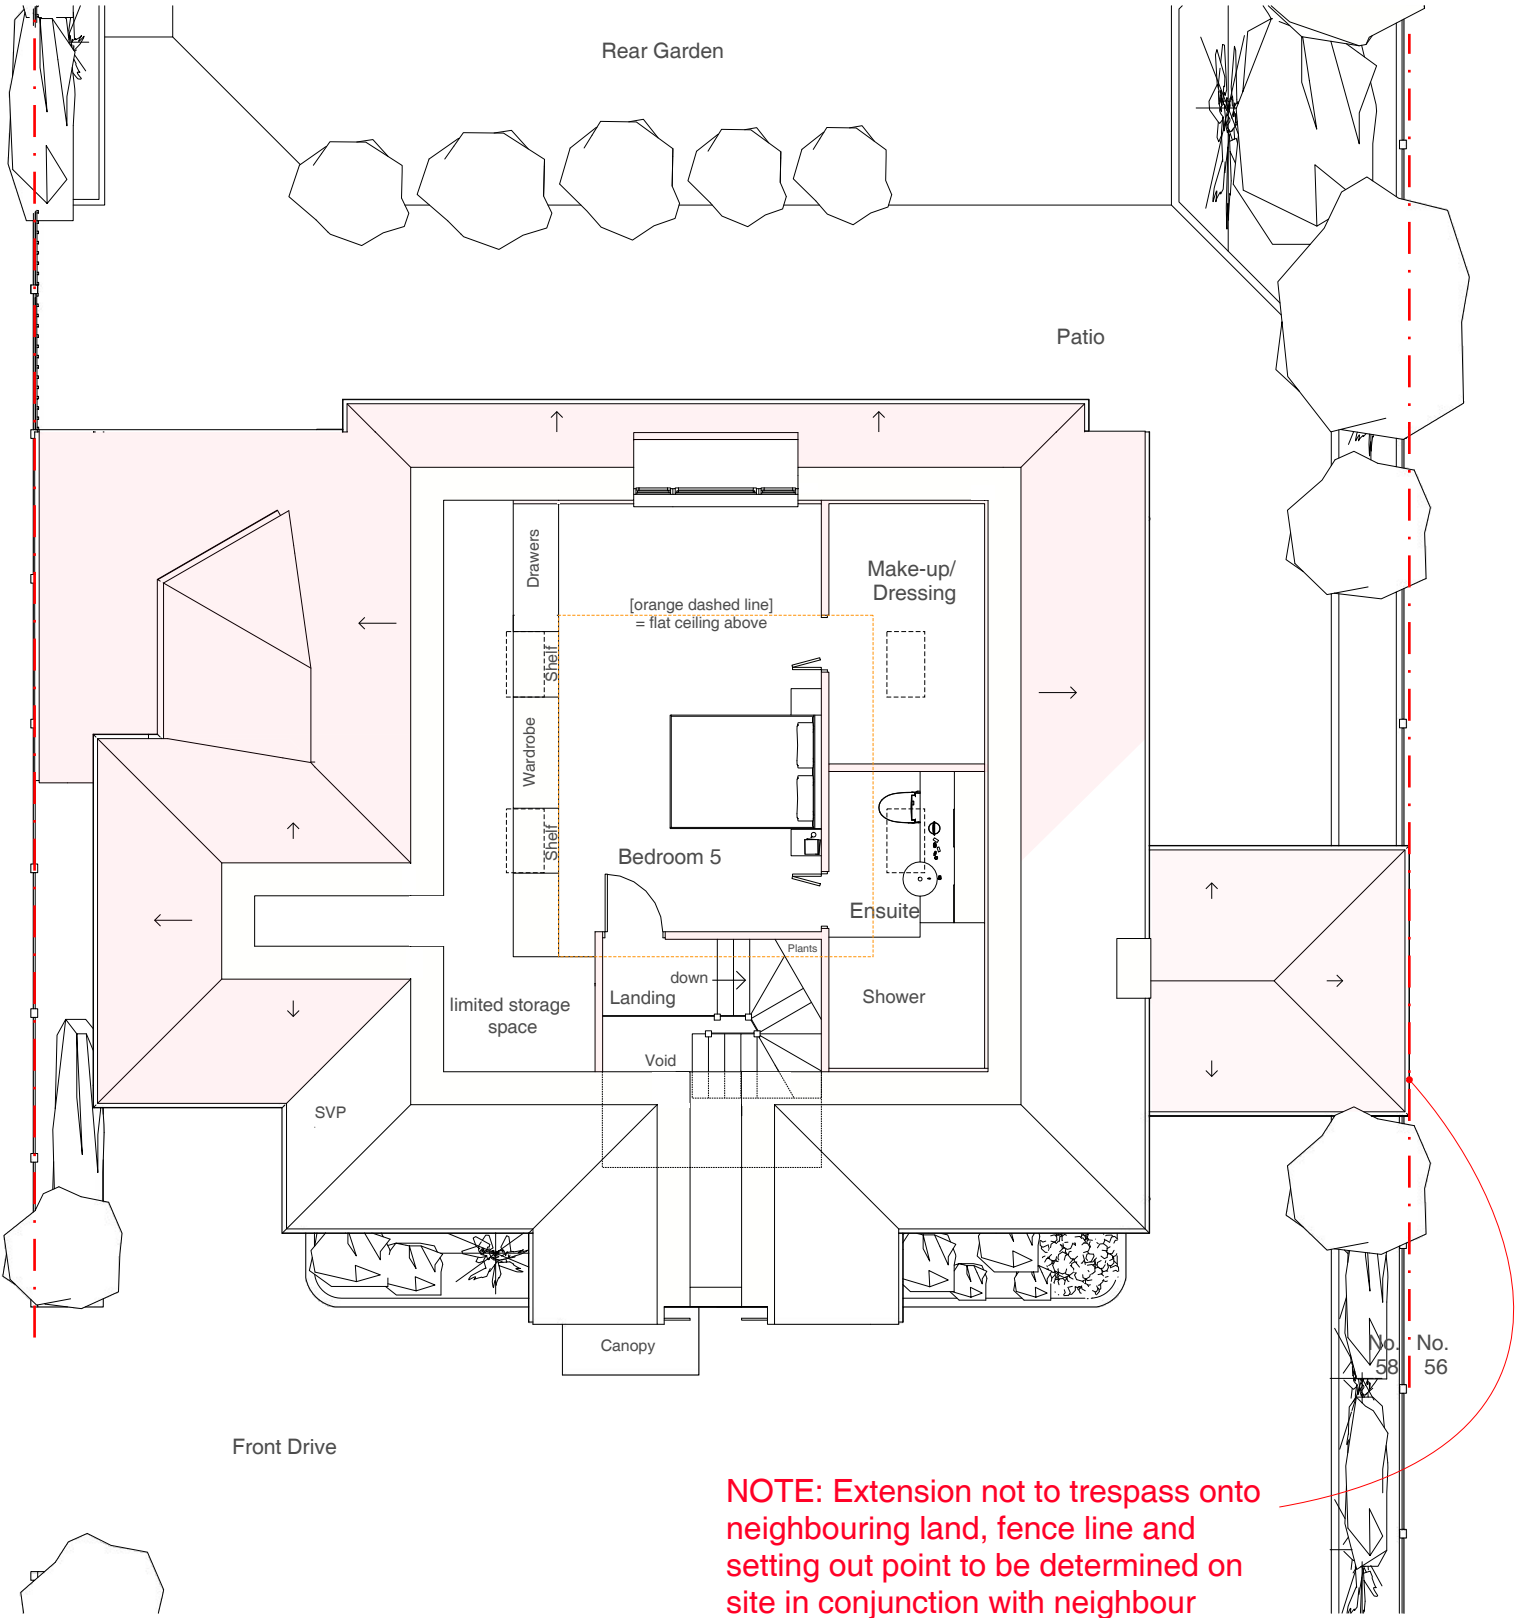 Rear Garden
Patio
Drawers
Make-up/
Dressing
[orange dashed line]
= flat ceiling above
Shelf
Wardrobe
Shelf
Bedroom 5
Ensuite
Plants
down
Landing
Shower
limited storage
space
Void
SVP
Canopy
No. No.
58 56
Front Drive
NOTE: Extension not to trespass onto
neighbouring land, fence line and
setting out point to be determined on
site in conjunction with neighbour